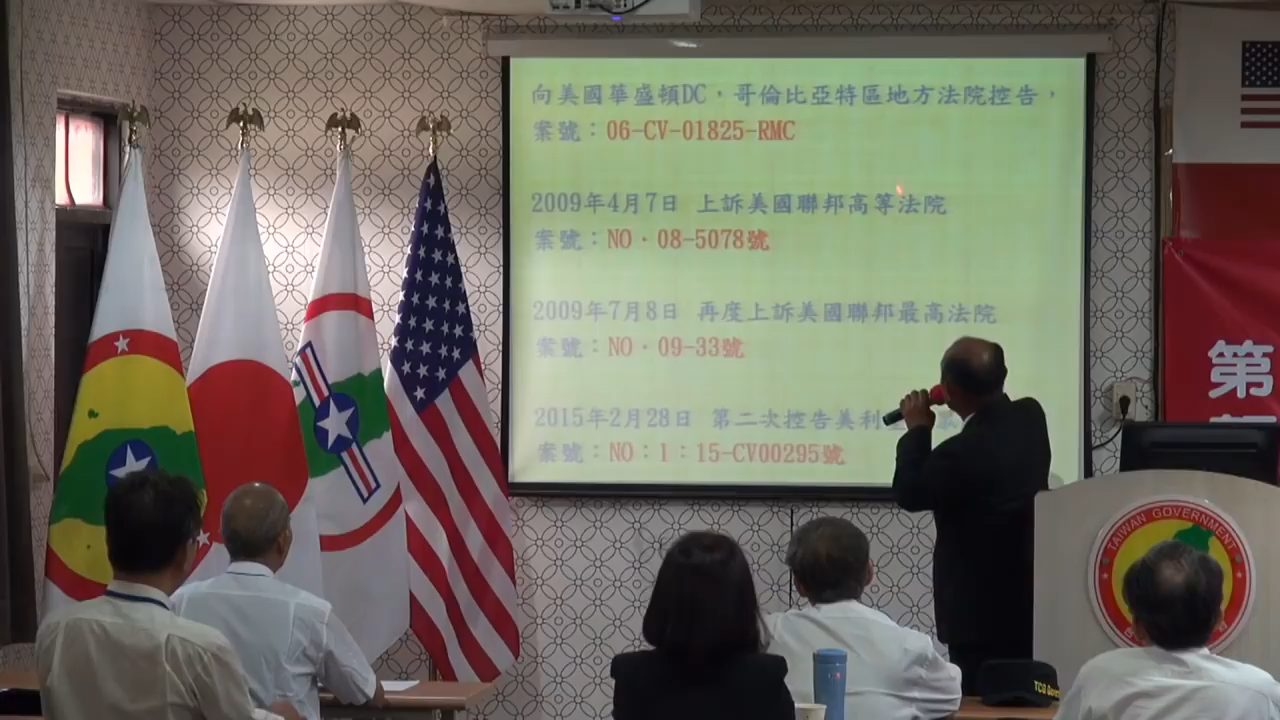 向美國華盛頓DC，哥倫比亞特區地方法院控告，
案號：06-CV-01825-RMC
2009年4月7日 上訴美國聯邦高等法院
案號：NO・08-5078號
2009年7月8日 再度上訴美國聯邦最高法院
案號：NO・09-33號
2015年2月28日 第二次控告美利
案號：NO：1：15-CV00295號
第
TAIWAN GOVERNMENT
TCG